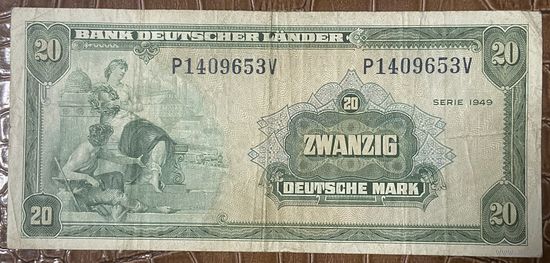 20 BANK DEUTSCHER LÄNDER 20
P1409653V P1409653V
20
SERIE 1949
ZWANZIG
DEUTSCHE MARK
20 20